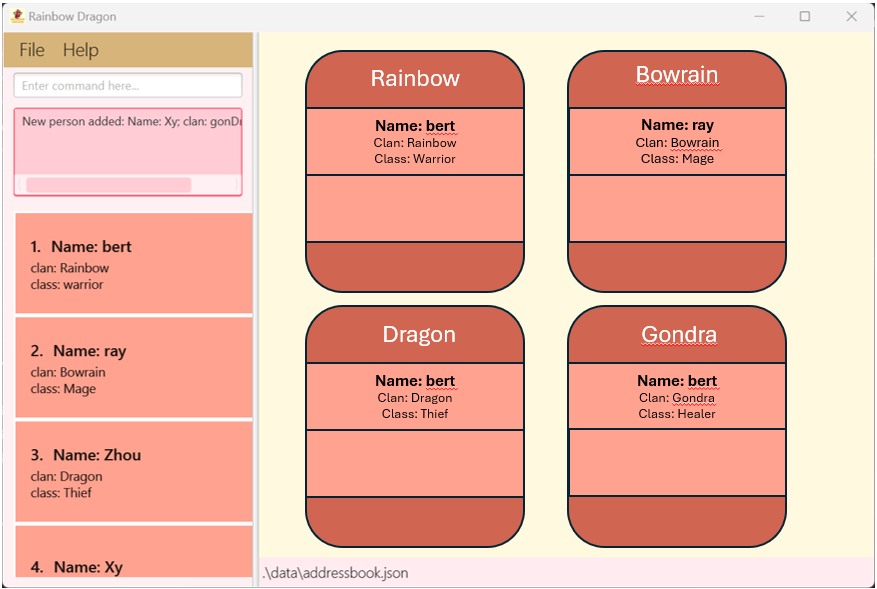 Rainbow Dragon
File Help
Enter command here...
New person added: Name: Xy; clan: gonDr
1. Name: bert
clan: Rainbow
class: warrior
2. Name: ray
clan: Bowrain
class: Mage
3. Name: Zhou
clan: Dragon
class: Thief
4. Name: Xy
Rainbow
Name: bert
Clan: Rainbow
Class: Warrior
Bowrain
Name: ray
Clan: Bowrain
Class: Mage
Dragon
Name: bert
Clan: Dragon
Class: Thief
Gondra
Name: bert
Clan: Gondra
Class: Healer
.\data\addressbook.json